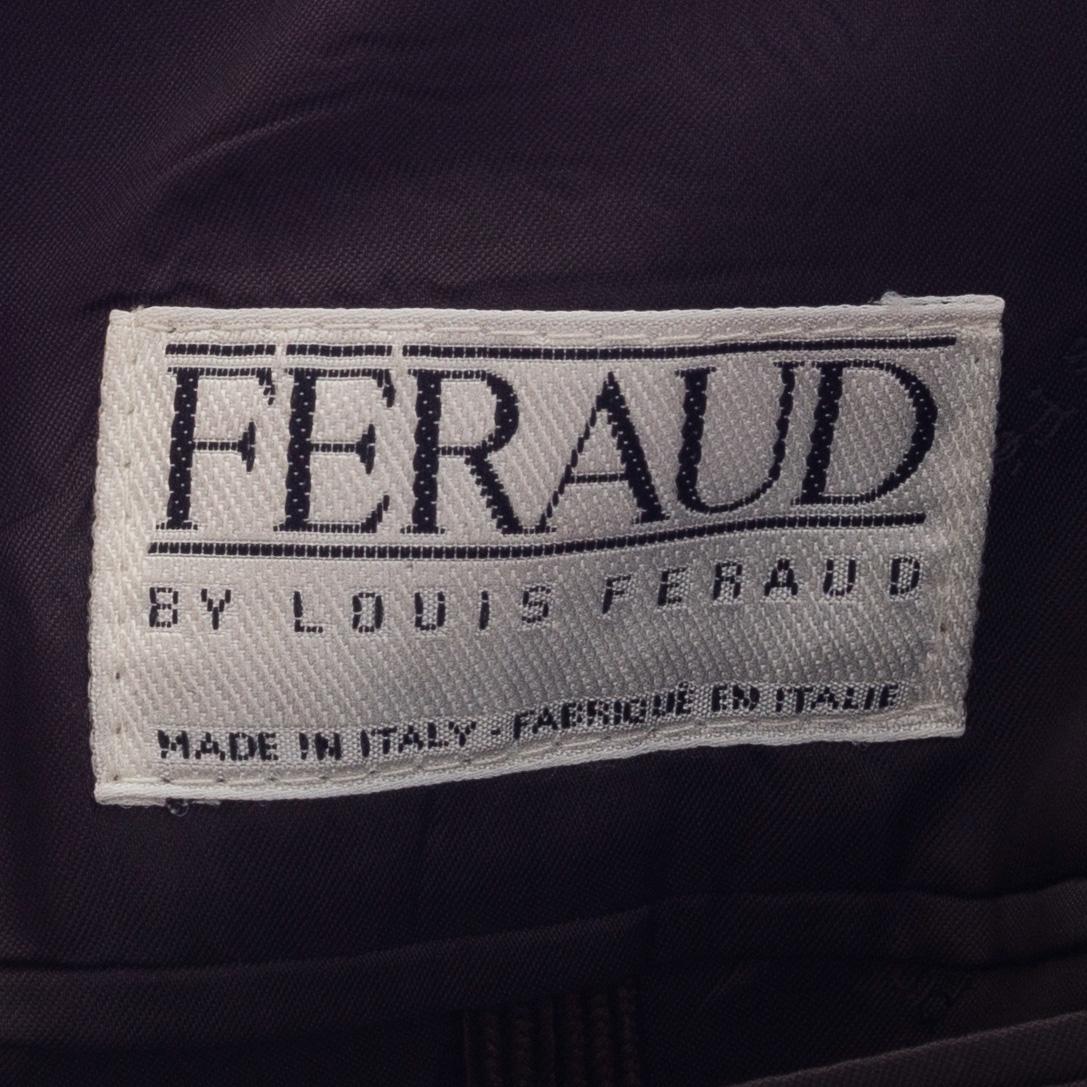 FERAUD
BY LOUIS FERAUD
MADE IN ITALY · FABRIQUÉ EN ITALIE